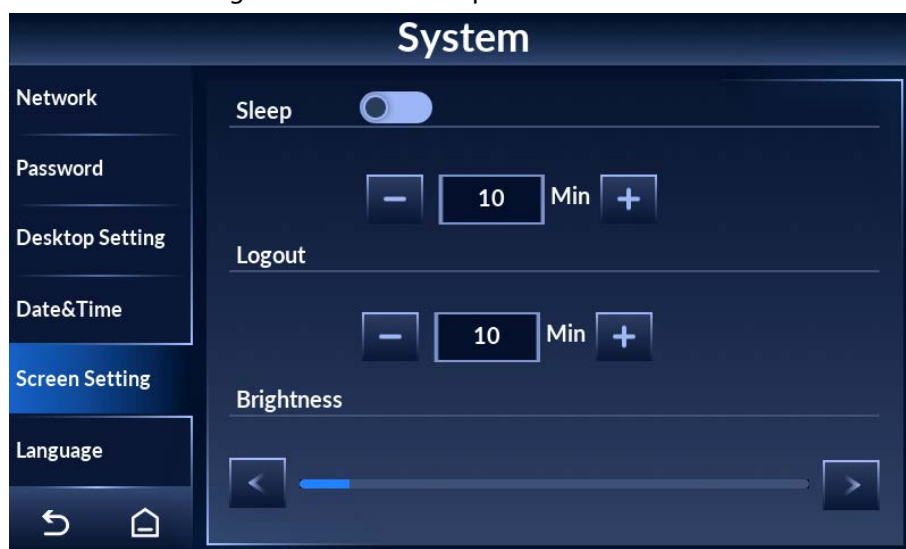 System
Network
Password
Desktop Setting
Date&Time
Screen Setting
Language
Sleep
10 Min
Logout
10 Min
Brightness